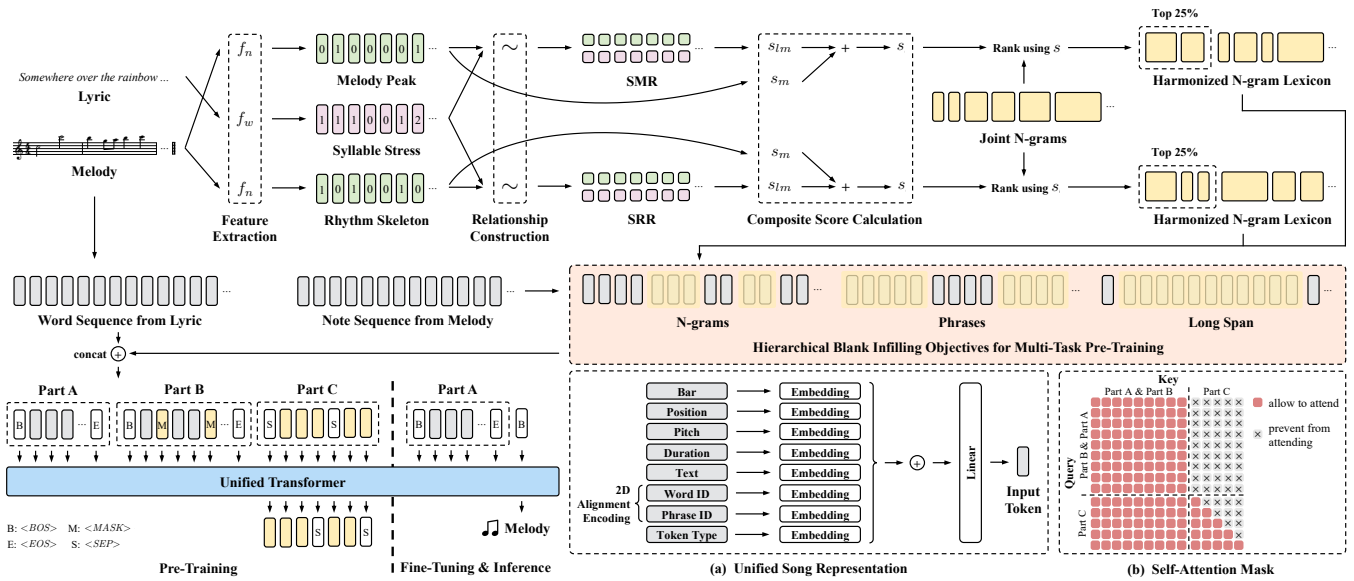 Somewhere over the rainbow ...
Lyric
Melody
f_n
f_w
f_n
Feature
Extraction
0 1 0 0 0 0 1 ...
Melody Peak
1 1 1 0 0 1 2 ...
Syllable Stress
1 0 1 0 0 1 0 ...
Rhythm Skeleton
~
~
Relationship
Construction
...
SMR
...
SRR
s_lm + s
s_m
s_m
s_lm + s
Composite Score Calculation
Rank using s
...
Joint N-grams
Rank using s
Top 25%
...
Harmonized N-gram Lexicon
Top 25%
...
Harmonized N-gram Lexicon
...
Word Sequence from Lyric
...
Note Sequence from Melody
...
N-grams
...
Phrases
...
Long Span
Hierarchical Blank Infilling Objectives for Multi-Task Pre-Training
concat +
Part A
Part B
Part C
Part A
B ... E
B M M ... E
S S
B ... E B
Unified Transformer
S S
Melody
B: <BOS> M: <MASK>
E: <EOS> S: <SEP>
Pre-Training
Fine-Tuning & Inference
Bar Embedding
Position Embedding
Pitch Embedding
Duration Embedding
Text Embedding
Word ID Embedding
Phrase ID Embedding
Token Type Embedding
2D
Alignment
Encoding
+
Linear
Input
Token
(a) Unified Song Representation
Key
Part A & Part B
Part C
Query
Part B & Part A
Part C
allow to attend
prevent from
attending
(b) Self-Attention Mask